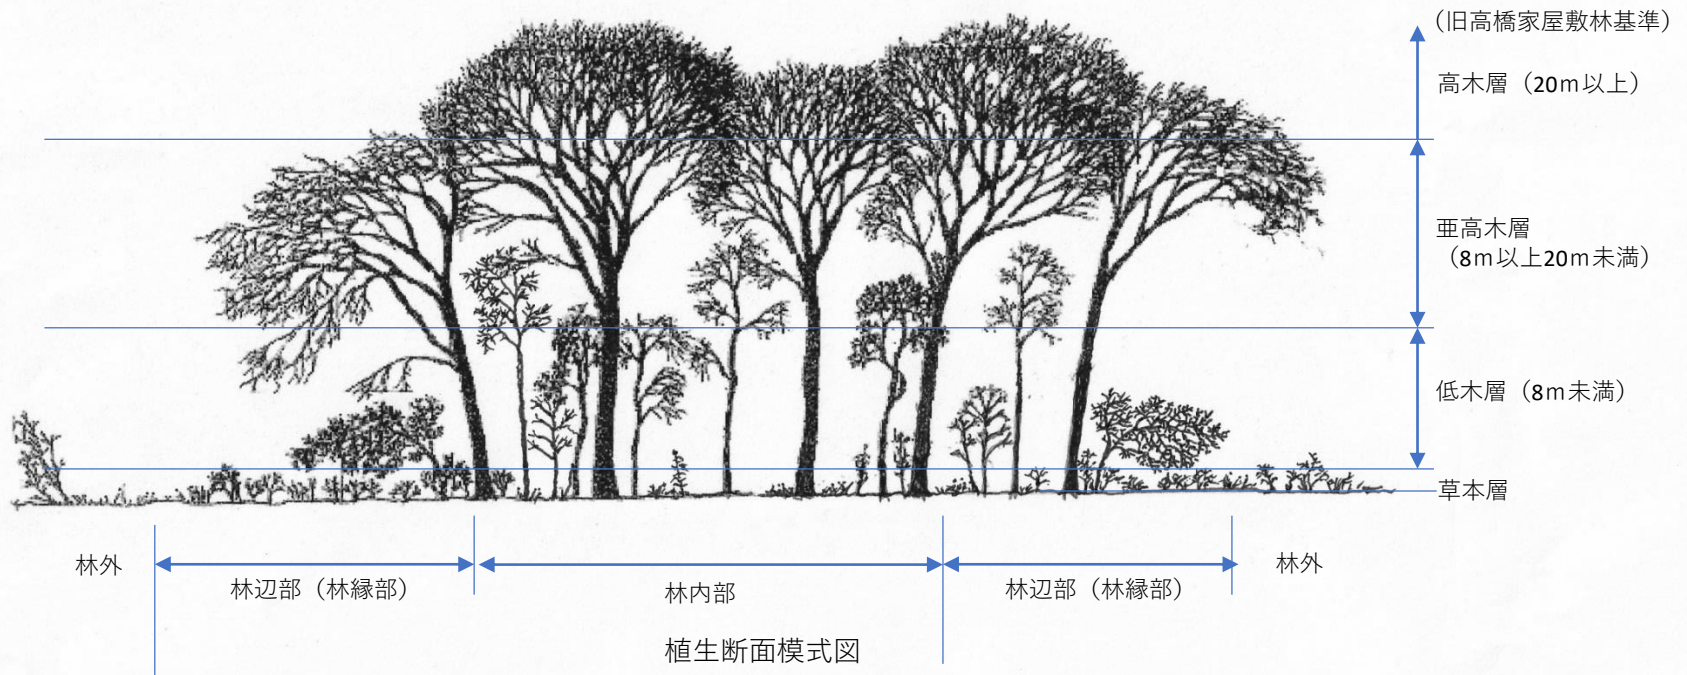 （旧高橋家屋敷林基準）
高木層（20ｍ以上）
亜高木層
（8ｍ以上20ｍ未満）
低木層（8ｍ未満）
草本層
林外
林辺部（林縁部）
林内部
林辺部（林縁部）
林外
植生断面模式図